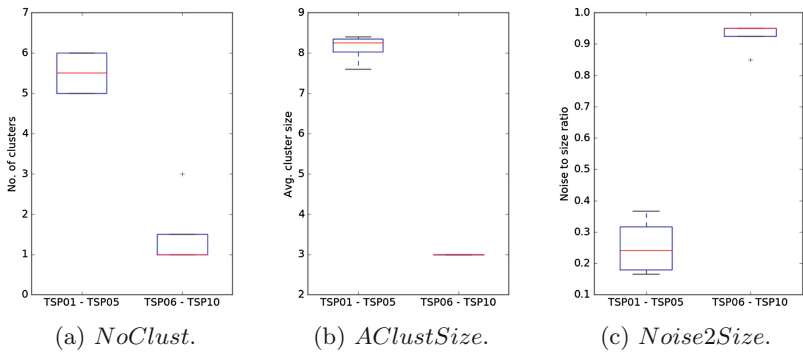 No. of clusters
7
6
5
4
3
2
1
0
TSP01 - TSP05 TSP06 - TSP10
(a) NoClust.
Avg. cluster size
9
8
7
6
5
4
3
2
TSP01 - TSP05 TSP06 - TSP10
(b) AClustSize.
Noise to size ratio
1.0
0.9
0.8
0.7
0.6
0.5
0.4
0.3
0.2
0.1
TSP01 - TSP05 TSP06 - TSP10
(c) Noise2Size.